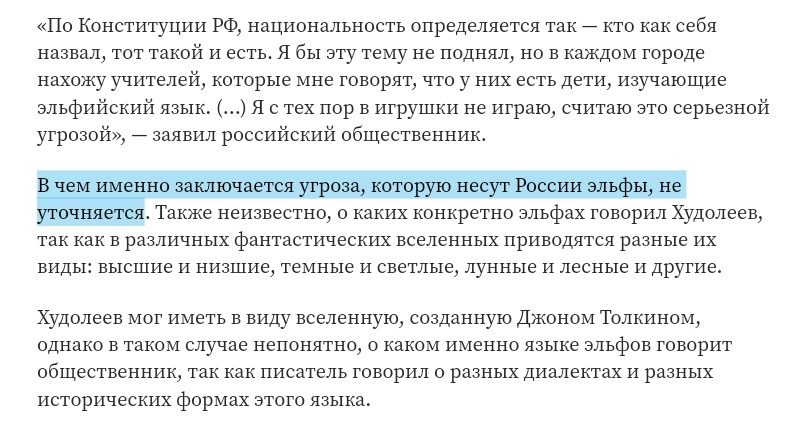 «По Конституции РФ, национальность определяется так — кто как себя
назвал, тот такой и есть. Я бы эту тему не поднял, но в каждом городе
нахожу учителей, которые мне говорят, что у них есть дети, изучающие
эльфийский язык. (...) Я с тех пор в игрушки не играю, считаю это серьезной
угрозой», — заявил российский общественник.
В чем именно заключается угроза, которую несут России эльфы, не
уточняется. Также неизвестно, о каких конкретно эльфах говорил Худолеев,
так как в различных фантастических вселенных приводятся разные их
виды: высшие и низшие, темные и светлые, лунные и лесные и другие.
Худолеев мог иметь в виду вселенную, созданную Джоном Толкином,
однако в таком случае непонятно, о каком именно языке эльфов говорит
общественник, так как писатель говорил о разных диалектах и разных
исторических формах этого языка.